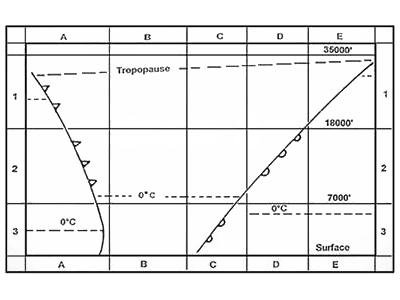 A B C D E
35000'
Tropopause
1 1
18000'
2 2
0°C 7000'
0°C
0°C
3 3
Surface
A B C D E